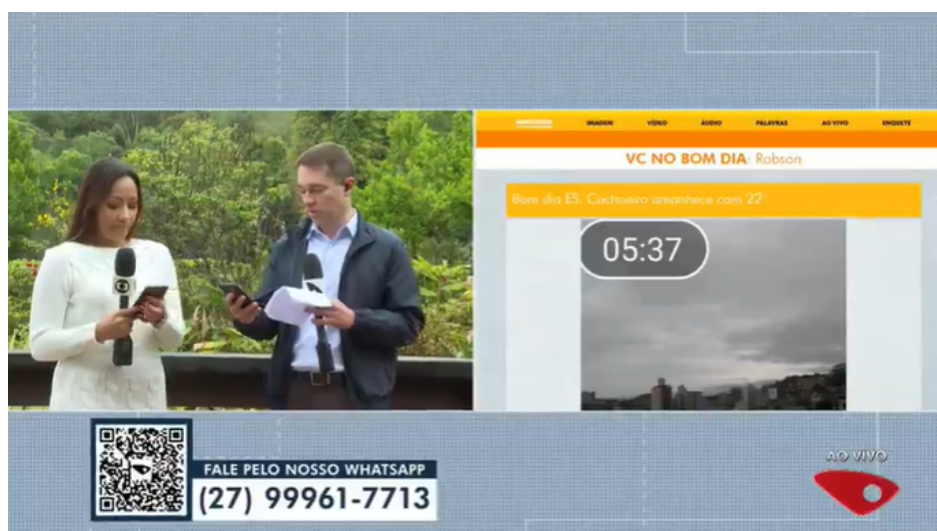 IMAGEM VÍDEO ÁUDIO PALAVRAS AO VIVO ENQUETE
VC NO BOM DIA: Robson
Bom dia ES. Cachoeiro amanhece com 22°
05:37
FALE PELO NOSSO WHATSAPP
(27) 99961-7713
AO VIVO